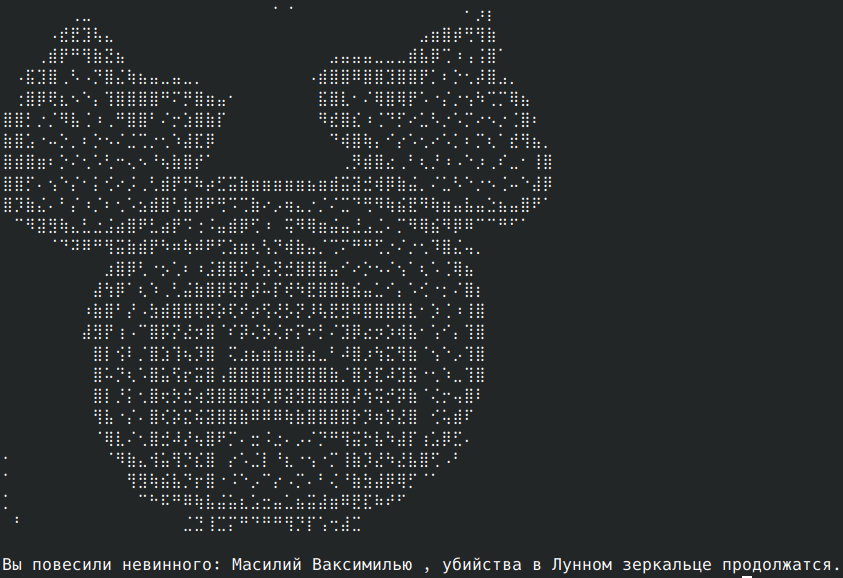 Вы повесили невинного: Масилий Ваксимилью , убийства в Лунном зеркальце продолжатся.